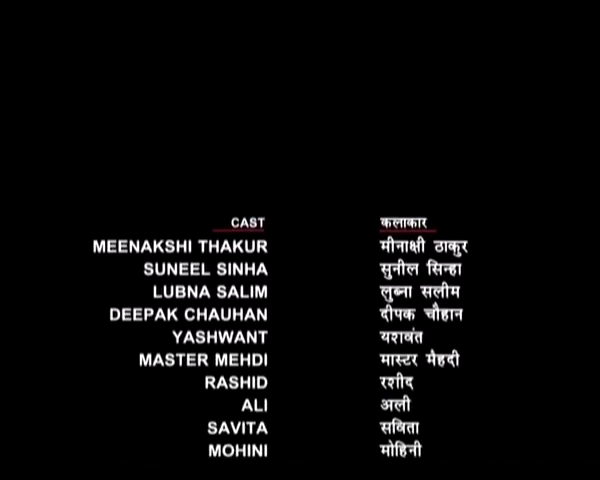 CAST कलाकार
MEENAKSHI THAKUR मीनाक्षी ठाकुर
SUNEEL SINHA सुनील सिन्हा
LUBNA SALIM लुब्ना सलीम
DEEPAK CHAUHAN दीपक चौहान
YASHWANT यशवंत
MASTER MEHDI मास्टर मैहदी
RASHID रशीद
ALI अली
SAVITA सविता
MOHINI मोहिनी